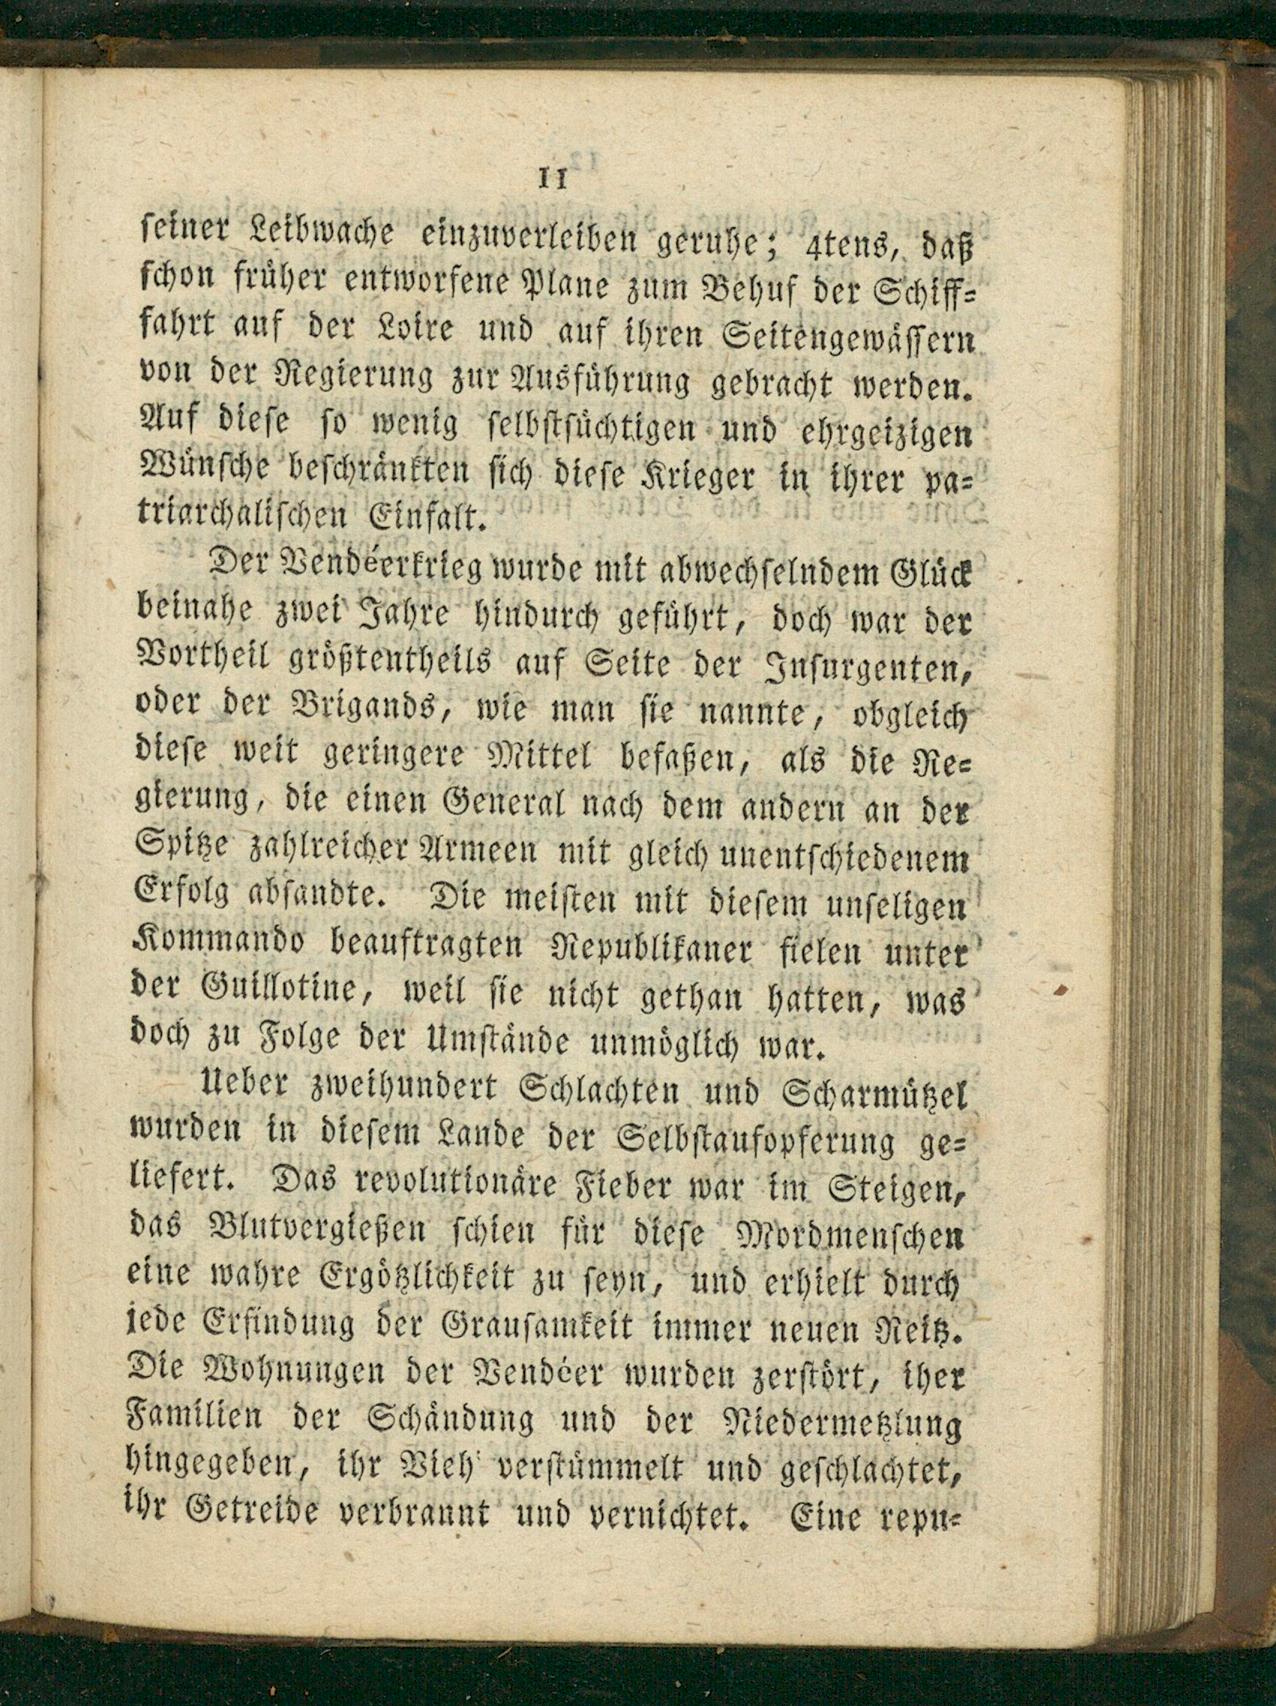 11
seiner Leibwache einzuverleiben geruhe; 4tens, daß
schon früher entworfene Plane zum Behuf der Schiff=
fahrt auf der Loire und auf ihren Seitengewässern
von der Regierung zur Ausführung gebracht werden.
Auf diese so wenig selbstsüchtigen und ehrgeizigen
Wünsche beschränkten sich diese Krieger in ihrer pa=
triarchalischen Einfalt.
Der Vendéerkrieg wurde mit abwechselndem Glück
beinahe zwei Jahre hindurch geführt, doch war der
Vortheil größtentheils auf Seite der Insurgenten,
oder der Brigands, wie man sie nannte, obgleich
diese weit geringere Mittel besaßen, als die Re=
gierung, die einen General nach dem andern an der
Spitze zahlreicher Armeen mit gleich unentschiedenem
Erfolg absandte. Die meisten mit diesem unseligen
Kommando beauftragten Republikaner fielen unter
der Guillotine, weil sie nicht gethan hatten, was
doch zu Folge der Umstände unmöglich war.
Ueber zweihundert Schlachten und Scharmützel
wurden in diesem Lande der Selbstaufopferung ge=
liefert. Das revolutionäre Fieber war im Steigen,
das Blutvergießen schien für diese Mordmenschen
eine wahre Ergötzlichkeit zu seyn, und erhielt durch
jede Erfindung der Grausamkeit immer neuen Reitz.
Die Wohnungen der Vendéer wurden zerstört, iher
Familien der Schändung und der Niedermetzlung
hingegeben, ihr Vieh verstümmelt und geschlachtet,
ihr Getreide verbrannt und vernichtet. Eine repu=